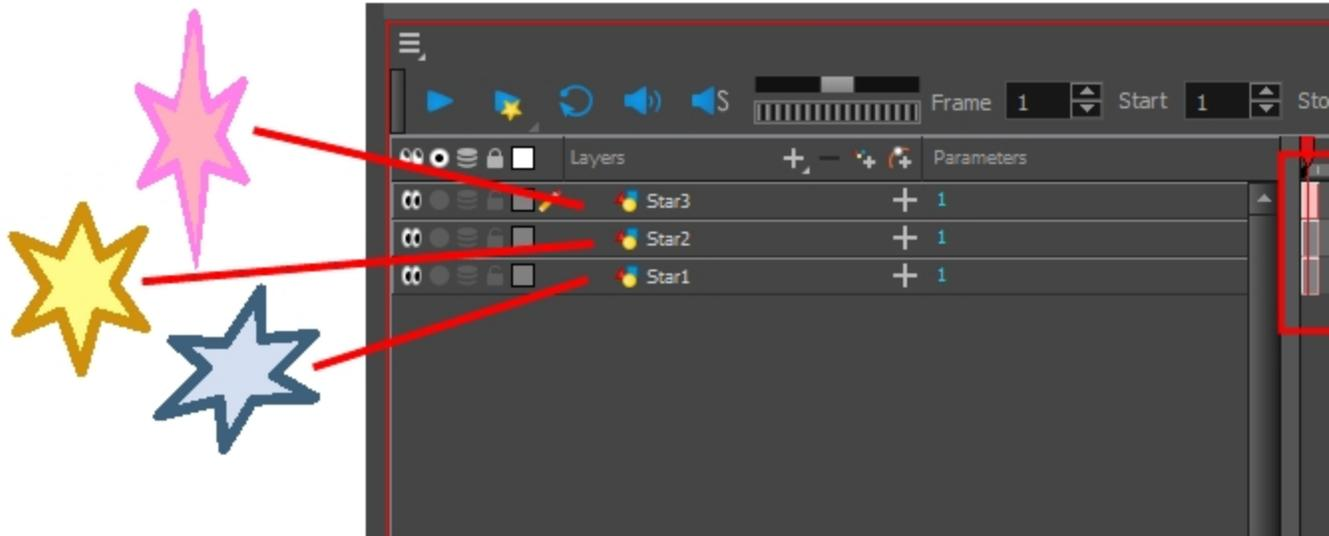 S Frame 1 Start 1 Sto
Layers Parameters
Star3 1
Star2 1
Star1 1